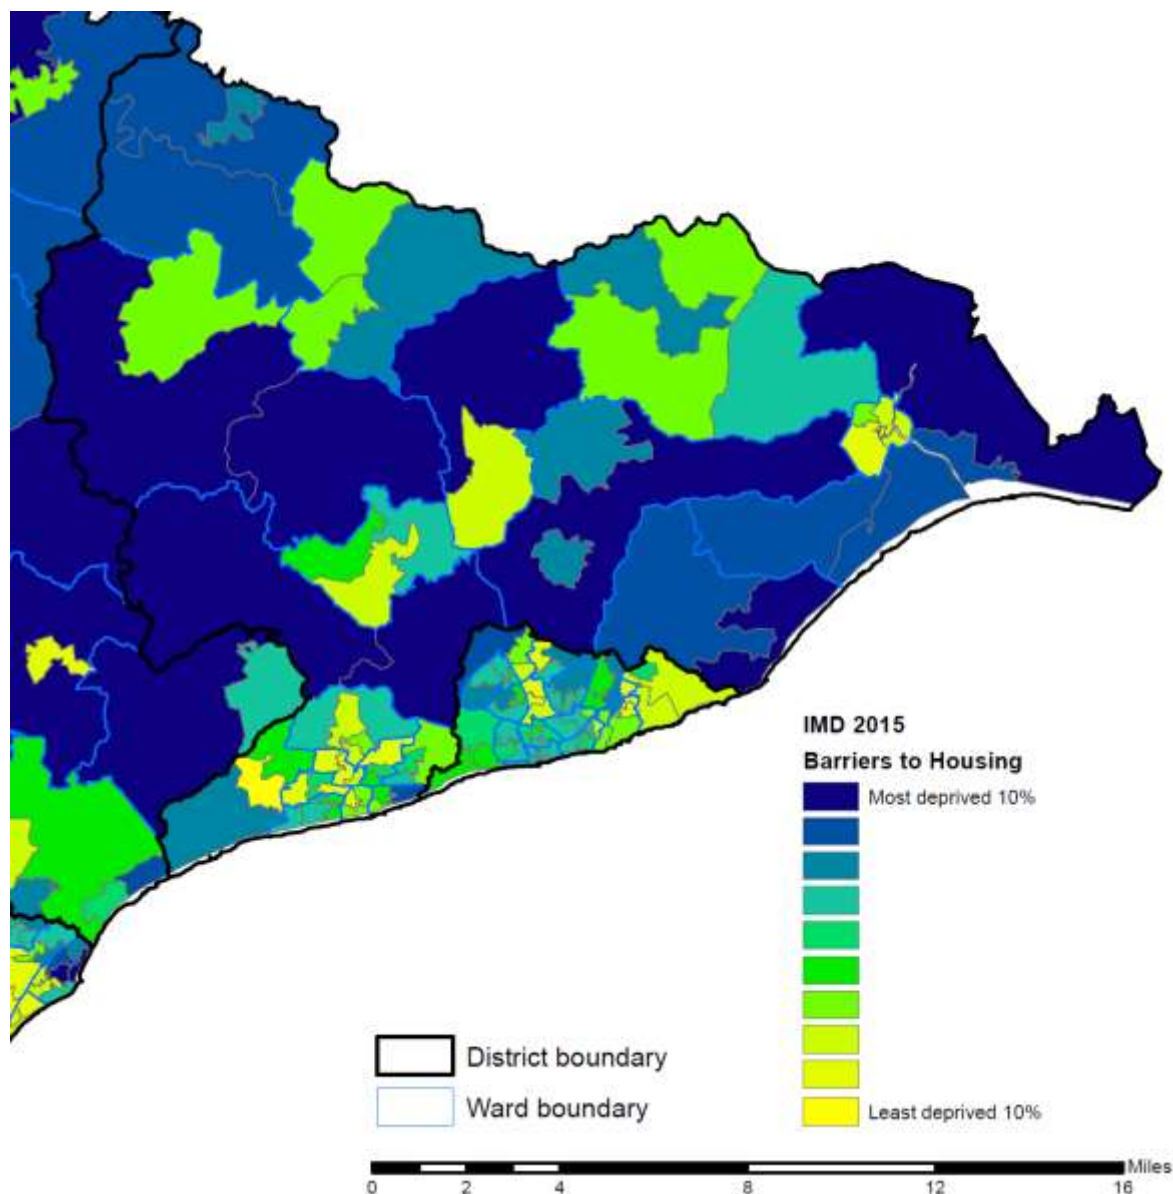 IMD 2015
Barriers to Housing
Most deprived 10%
Least deprived 10%
District boundary
Ward boundary
Miles
0 2 4 8 12 16